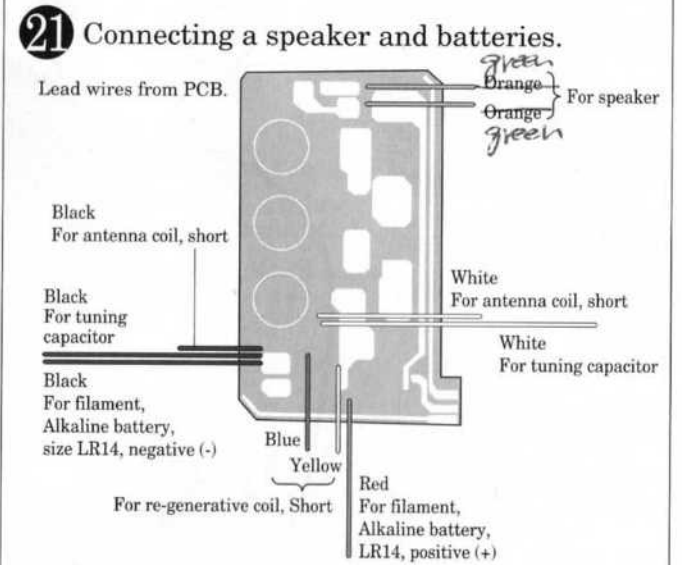 21 Connecting a speaker and batteries.
Lead wires from PCB.
green
Orange
For speaker
Orange
green
Black
For antenna coil, short
Black
For tuning
capacitor
Black
For filament,
Alkaline battery,
size LR14, negative (-)
White
For antenna coil, short
White
For tuning capacitor
Blue
Yellow
For re-generative coil, Short
Red
For filament,
Alkaline battery,
LR14, positive (+)